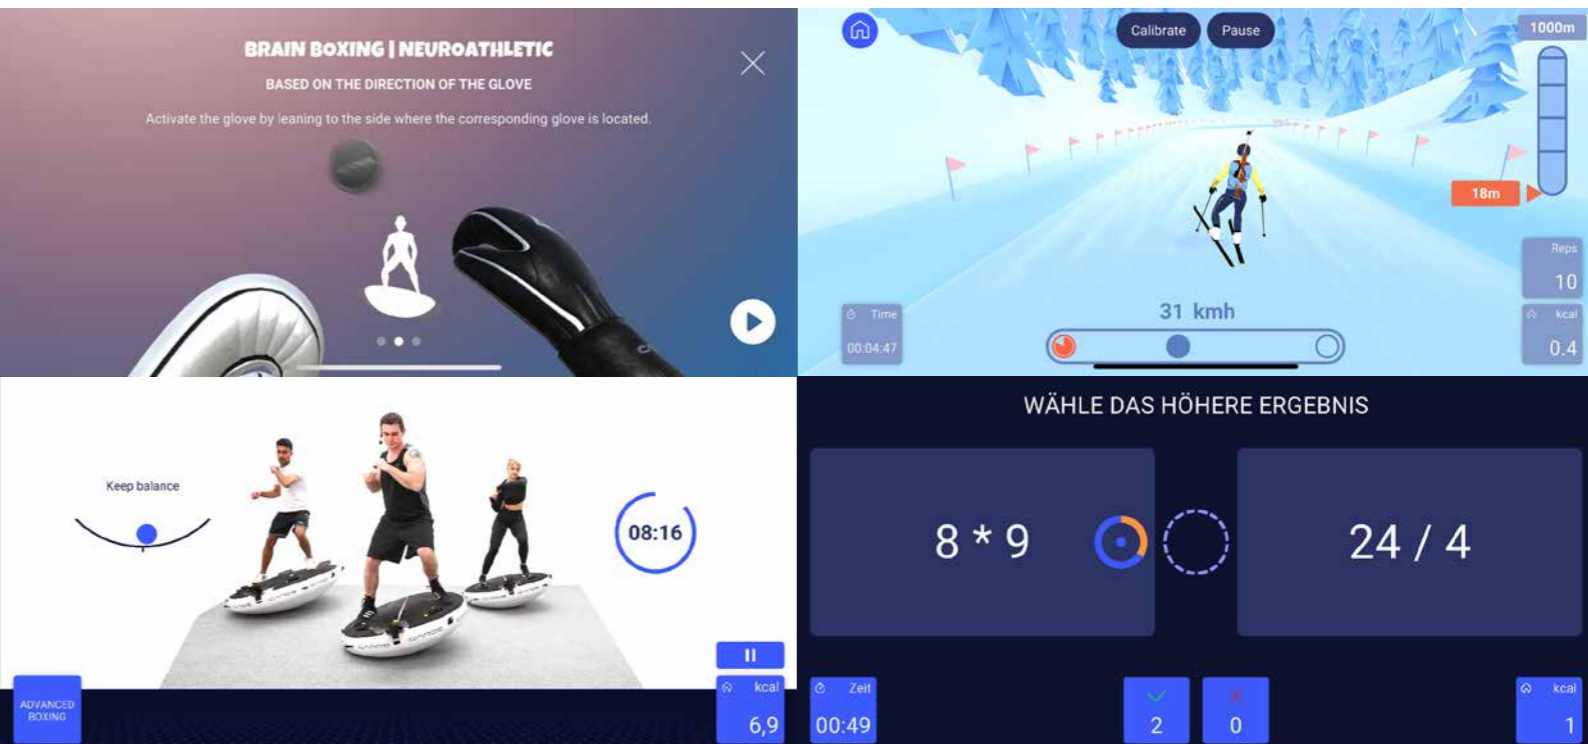 BRAIN BOXING | NEUROATHLETIC
BASED ON THE DIRECTION OF THE GLOVE
Activate the glove by leaning to the side where the corresponding glove is located.
Calibrate
Pause
1000m
18m
Reps
10
Time
00:04:47
31 kmh
kcal
0.4
Keep balance
08:16
ADVANCED
BOXING
kcal
6,9
WÄHLE DAS HÖHERE ERGEBNIS
8 * 9
24 / 4
Zeit
00:49
2
0
kcal
1